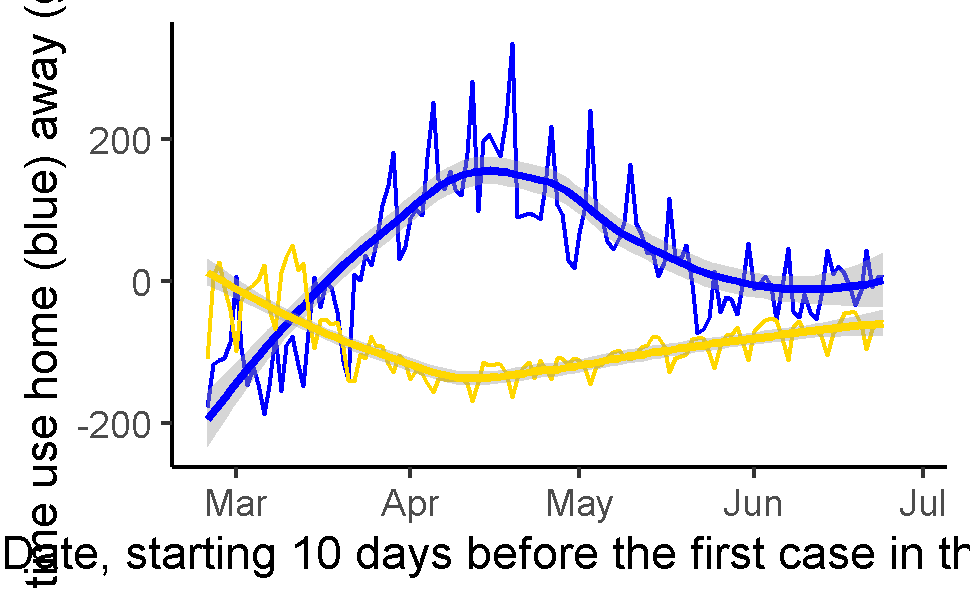 time use home (blue) away (
200
0
-200
Mar Apr May Jun Jul
Date, starting 10 days before the first case in th